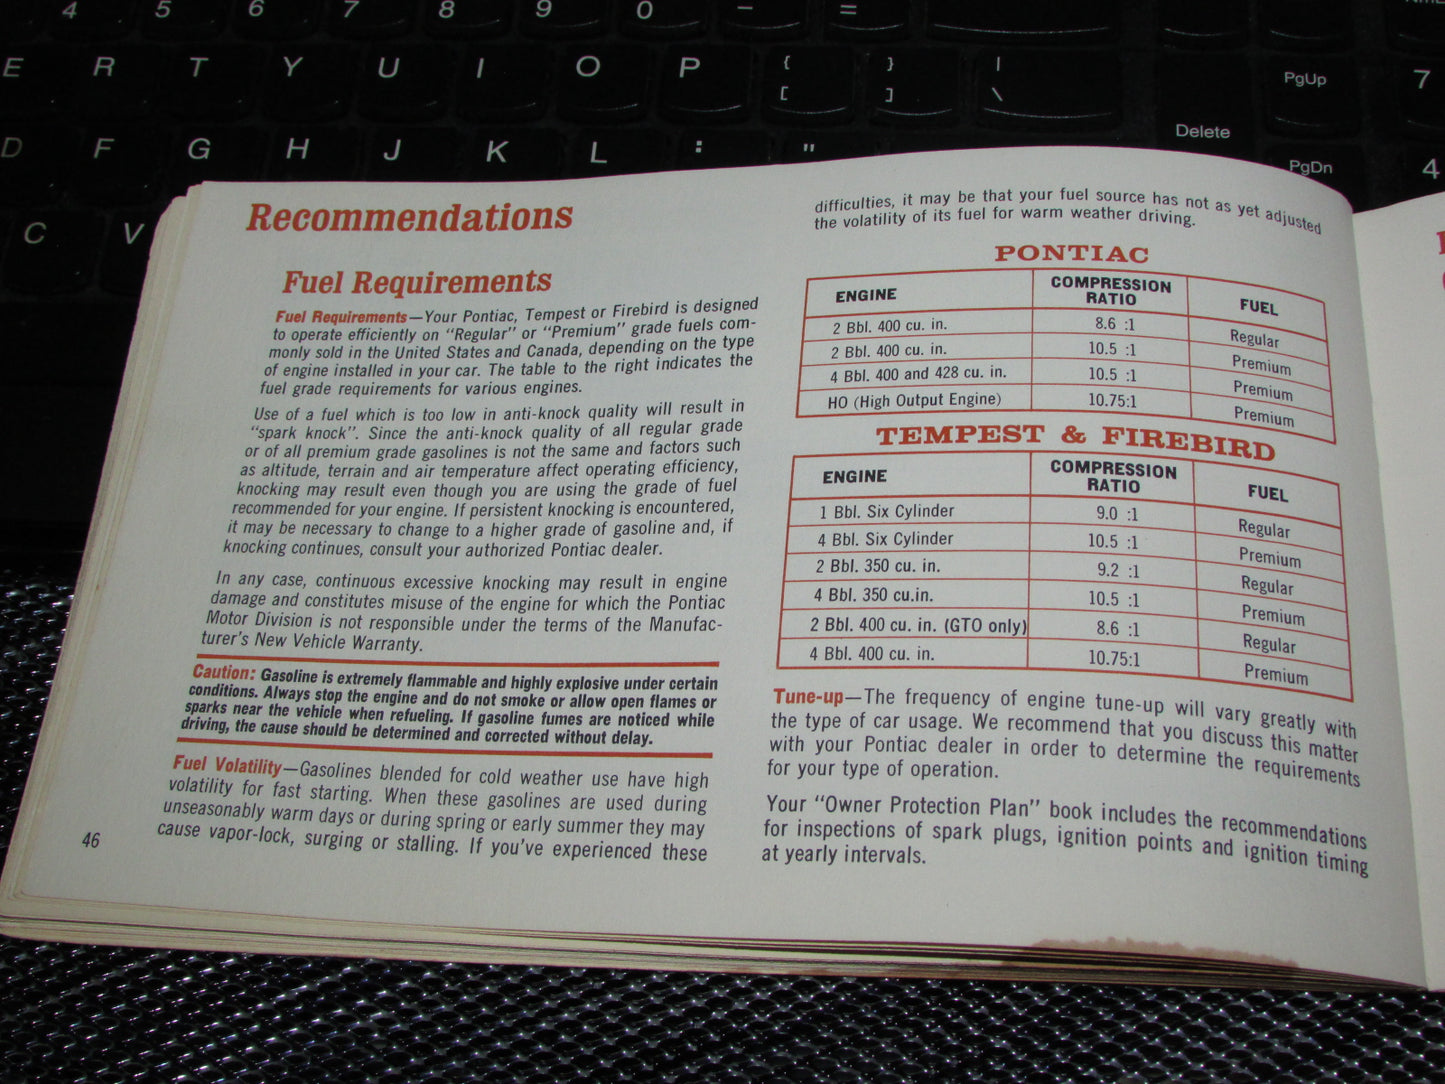 4 5 6 7 8 9 0 – =
E R T Y U I O P { [ } ] | \ PgUp 7
Delete
D F G H J K L : " PgDn 4
C V
Recommendations
Fuel Requirements
Fuel Requirements—Your Pontiac, Tempest or Firebird is designed
to operate efficiently on "Regular" or "Premium" grade fuels com-
monly sold in the United States and Canada, depending on the type
of engine installed in your car. The table to the right indicates the
fuel grade requirements for various engines.
Use of a fuel which is too low in anti-knock quality will result in
"spark knock". Since the anti-knock quality of all regular grade
or of all premium grade gasolines is not the same and factors such
as altitude, terrain and air temperature affect operating efficiency,
knocking may result even though you are using the grade of fuel
recommended for your engine. If persistent knocking is encountered,
it may be necessary to change to a higher grade of gasoline and, if
knocking continues, consult your authorized Pontiac dealer.
In any case, continuous excessive knocking may result in engine
damage and constitutes misuse of the engine for which the Pontiac
Motor Division is not responsible under the terms of the Manufac-
turer's New Vehicle Warranty.
Caution: Gasoline is extremely flammable and highly explosive under certain
conditions. Always stop the engine and do not smoke or allow open flames or
sparks near the vehicle when refueling. If gasoline fumes are noticed while
driving, the cause should be determined and corrected without delay.
Fuel Volatility—Gasolines blended for cold weather use have high
volatility for fast starting. When these gasolines are used during
unseasonably warm days or during spring or early summer they may
cause vapor-lock, surging or stalling. If you've experienced these
46
difficulties, it may be that your fuel source has not as yet adjusted
the volatility of its fuel for warm weather driving.
PONTIAC
ENGINE COMPRESSION RATIO FUEL
2 Bbl. 400 cu. in. 8.6 :1 Regular
2 Bbl. 400 cu. in. 10.5 :1 Premium
4 Bbl. 400 and 428 cu. in. 10.5 :1 Premium
HO (High Output Engine) 10.75:1 Premium
TEMPEST & FIREBIRD
ENGINE COMPRESSION RATIO FUEL
1 Bbl. Six Cylinder 9.0 :1 Regular
4 Bbl. Six Cylinder 10.5 :1 Premium
2 Bbl. 350 cu. in. 9.2 :1 Regular
4 Bbl. 350 cu.in. 10.5 :1 Premium
2 Bbl. 400 cu. in. (GTO only) 8.6 :1 Regular
4 Bbl. 400 cu. in. 10.75:1 Premium
Tune-up—The frequency of engine tune-up will vary greatly with
the type of car usage. We recommend that you discuss this matter
with your Pontiac dealer in order to determine the requirements
for your type of operation.
Your "Owner Protection Plan" book includes the recommendations
for inspections of spark plugs, ignition points and ignition timing
at yearly intervals.